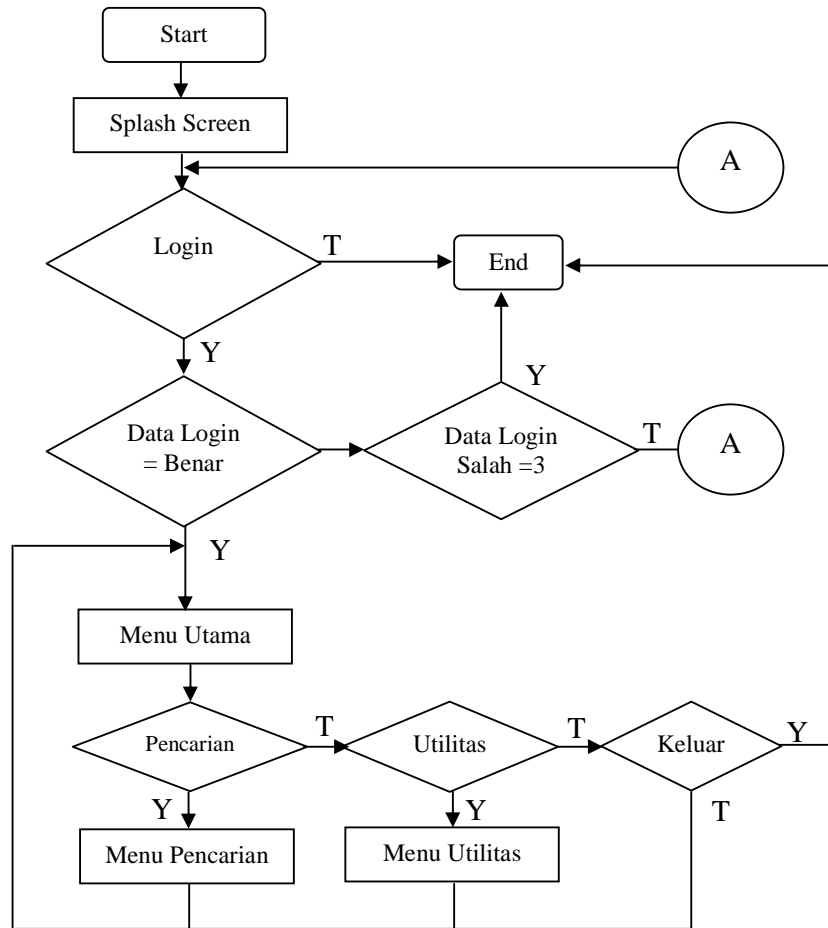 Start
Splash Screen
A
Login
T
End
Y
Y
Data Login
= Benar
Data Login
Salah =3
T
A
Y
Menu Utama
Pencarian
T
Utilitas
T
Keluar
Y
Y
Y
T
Menu Pencarian
Menu Utilitas